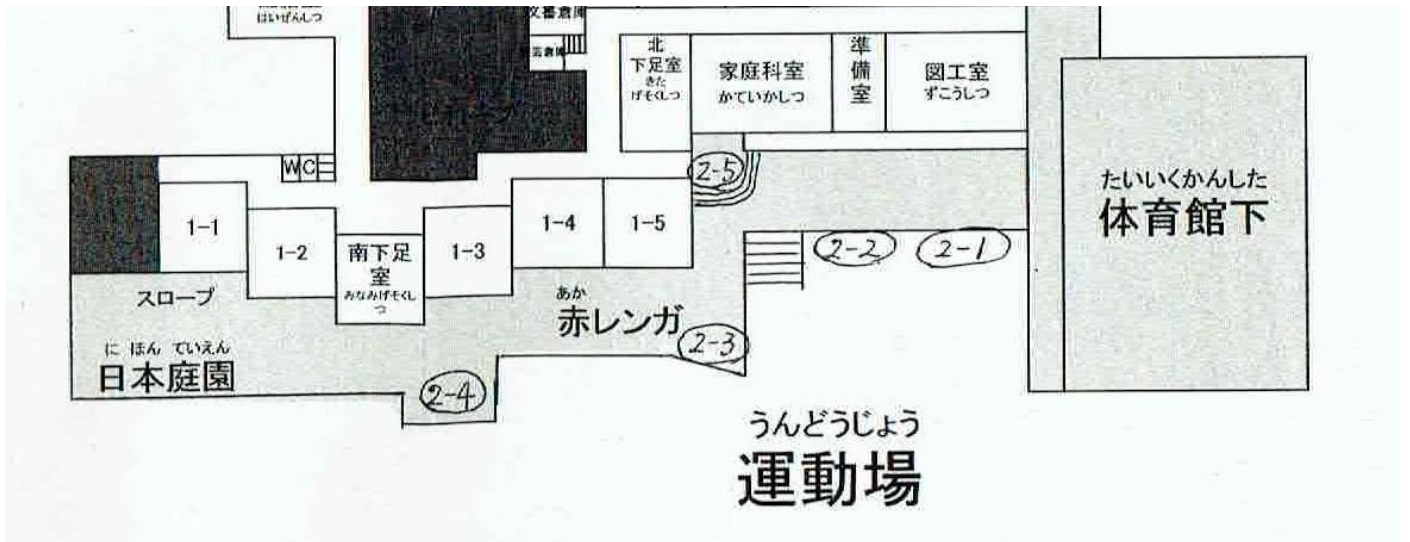 はいぜんしつ
文書倉庫
北
下足室
きた
げそくしつ
家庭科室
かていかしつ
準
備
室
図工室
ずこうしつ
WC
2-5
たいいくかんした
体育館下
1-1
1-2
南下足
室
みなみげそくし
つ
1-3
1-4
1-5
2-2
2-1
スロープ
あか
赤レンガ
2-3
に ほん ていえん
日本庭園
2-4
うんどうじょう
運動場